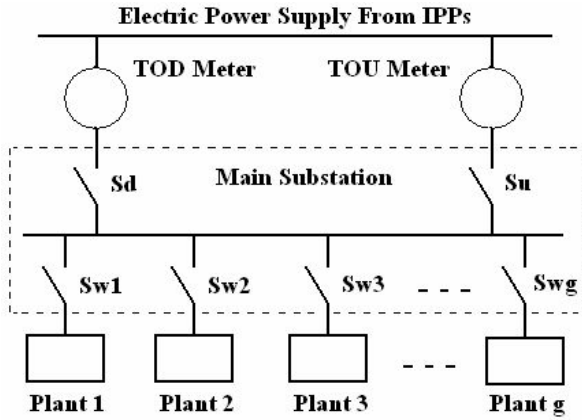 Electric Power Supply From IPPs
TOD Meter TOU Meter
Sd Main Substation Su
Sw1 Sw2 Sw3 Swg
Plant 1 Plant 2 Plant 3 Plant g